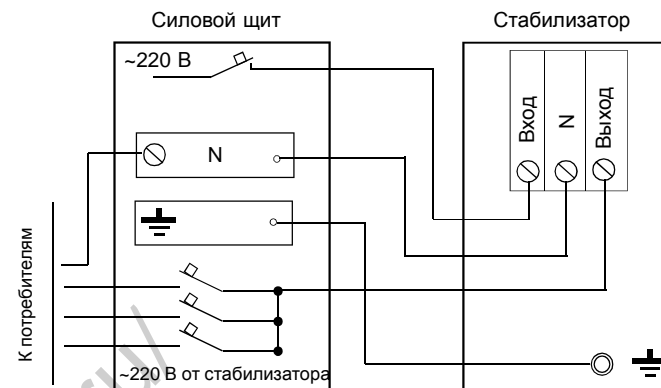 Силовой щит
Стабилизатор
~220 В
Вход
N
Выход
N
К потребителям
~220 В от стабилизатора